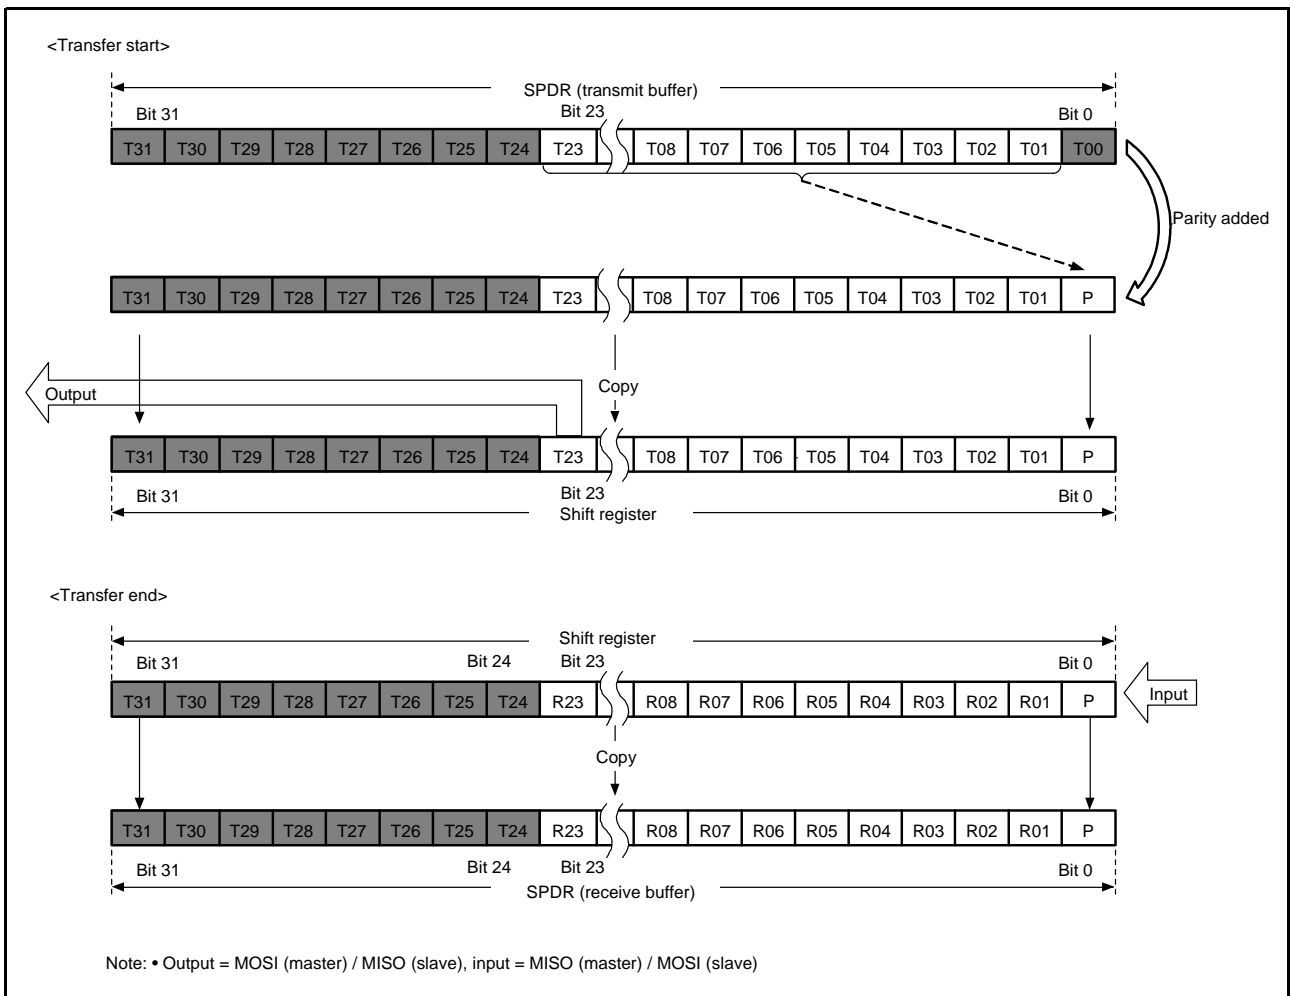 <Transfer start>
SPDR (transmit buffer)
Bit 31 Bit 23 Bit 0
T31 T30 T29 T28 T27 T26 T25 T24 T23 T08 T07 T06 T05 T04 T03 T02 T01 T00
Parity added
T31 T30 T29 T28 T27 T26 T25 T24 T23 T08 T07 T06 T05 T04 T03 T02 T01 P
Output Copy
T31 T30 T29 T28 T27 T26 T25 T24 T23 T08 T07 T06 T05 T04 T03 T02 T01 P
Bit 31 Bit 23 Bit 0
Shift register
<Transfer end>
Shift register
Bit 31 Bit 24 Bit 23 Bit 0
T31 T30 T29 T28 T27 T26 T25 T24 R23 R08 R07 R06 R05 R04 R03 R02 R01 P Input
Copy
T31 T30 T29 T28 T27 T26 T25 T24 R23 R08 R07 R06 R05 R04 R03 R02 R01 P
Bit 31 Bit 24 Bit 23 Bit 0
SPDR (receive buffer)
Note: • Output = MOSI (master) / MISO (slave), input = MISO (master) / MOSI (slave)